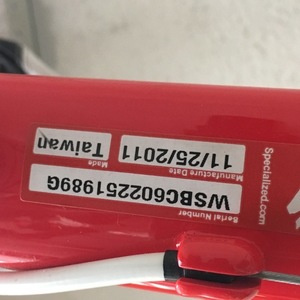 Specialized.com
Serial Number
WSBC602251989G
Manufacture Date
11/25/2011
Made
Taiwan